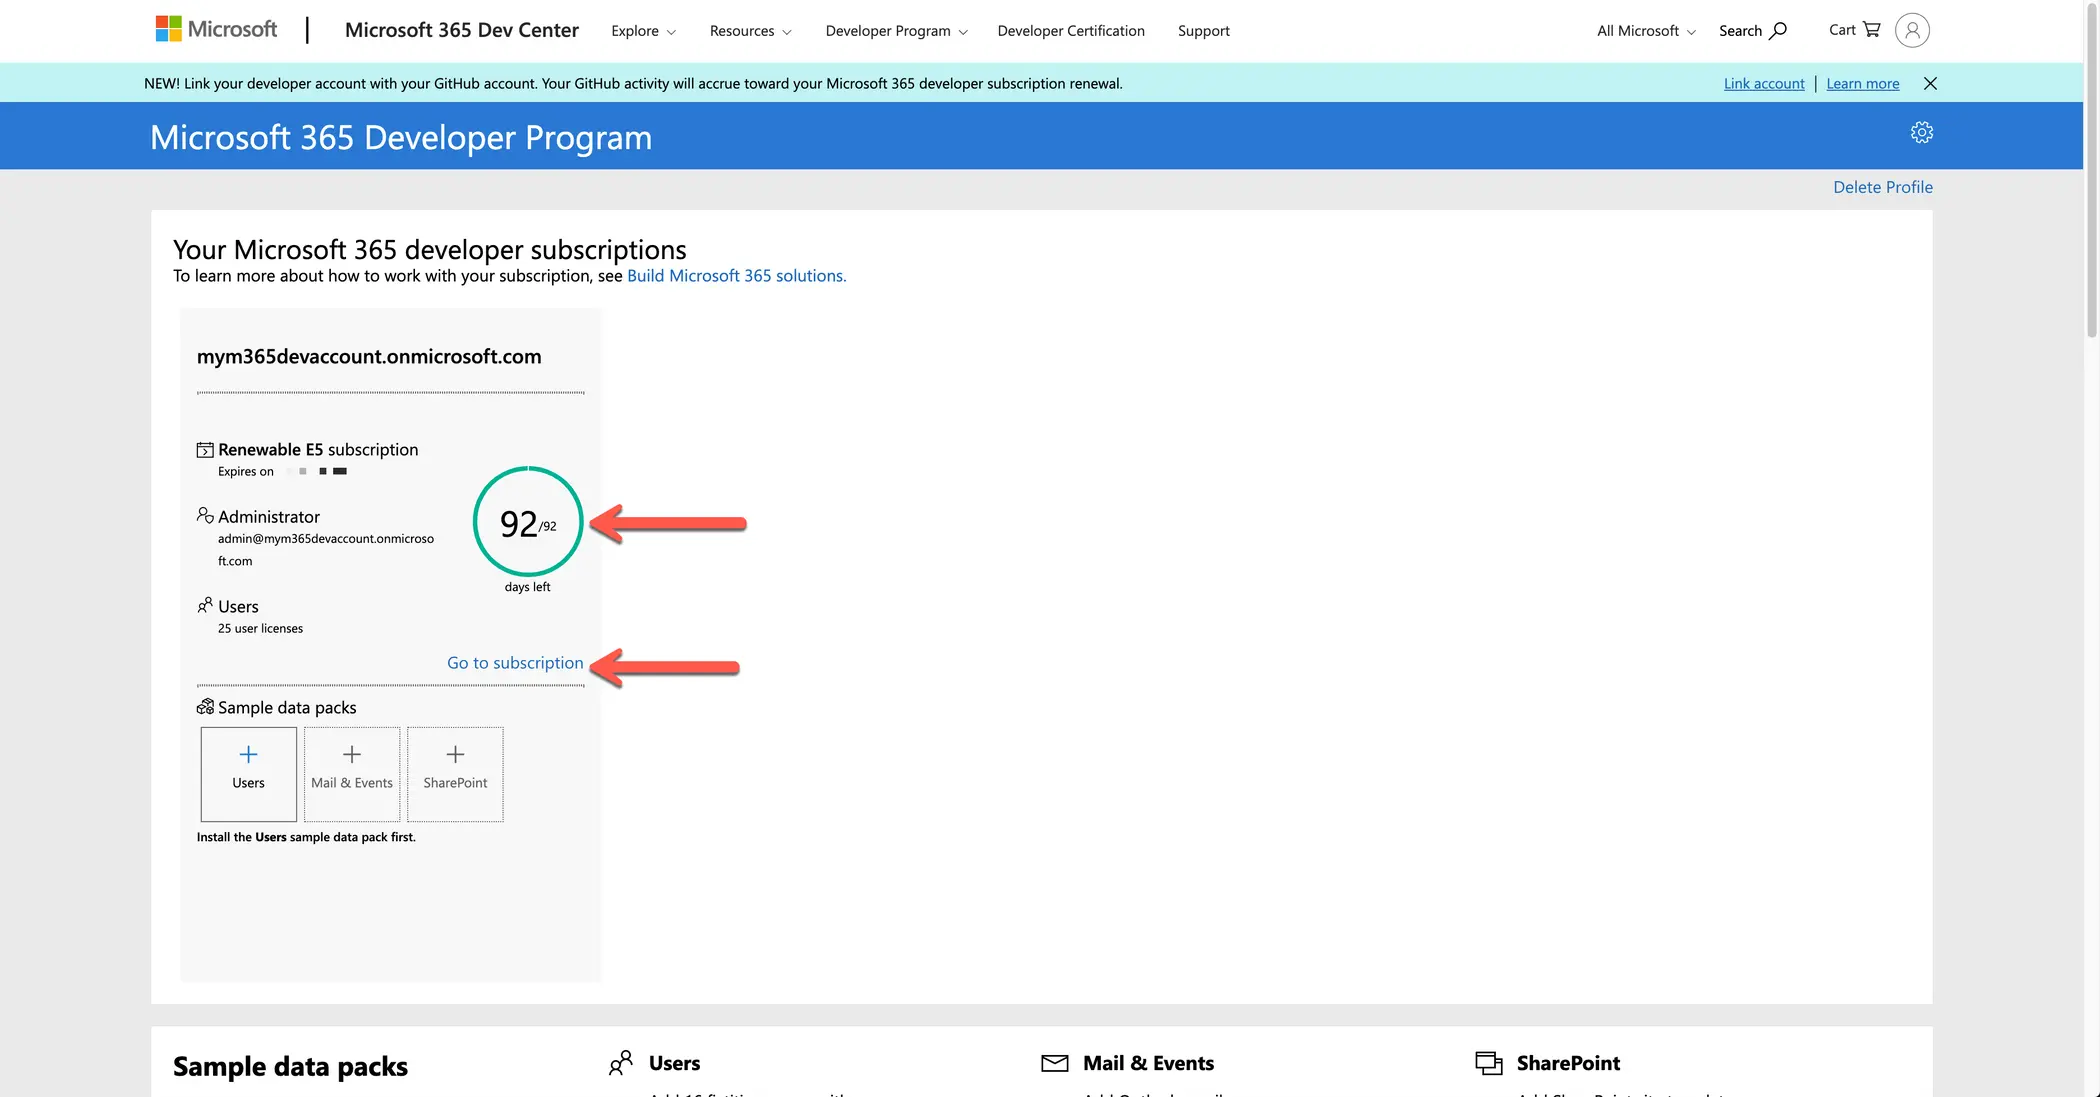 Microsoft
Microsoft 365 Dev Center
Explore
Resources
Developer Program
Developer Certification
Support
All Microsoft
Search
Cart
NEW! Link your developer account with your GitHub account. Your GitHub activity will accrue toward your Microsoft 365 developer subscription renewal.
Link account
Learn more
Microsoft 365 Developer Program
Delete Profile
Your Microsoft 365 developer subscriptions
To learn more about how to work with your subscription, see Build Microsoft 365 solutions.
mym365devaccount.onmicrosoft.com
Renewable E5 subscription
Expires on
Administrator
admin@mym365devaccount.onmicroso
ft.com
92/92
days left
Users
25 user licenses
Go to subscription
Sample data packs
Users
Mail & Events
SharePoint
Install the Users sample data pack first.
Sample data packs
Users
Mail & Events
SharePoint